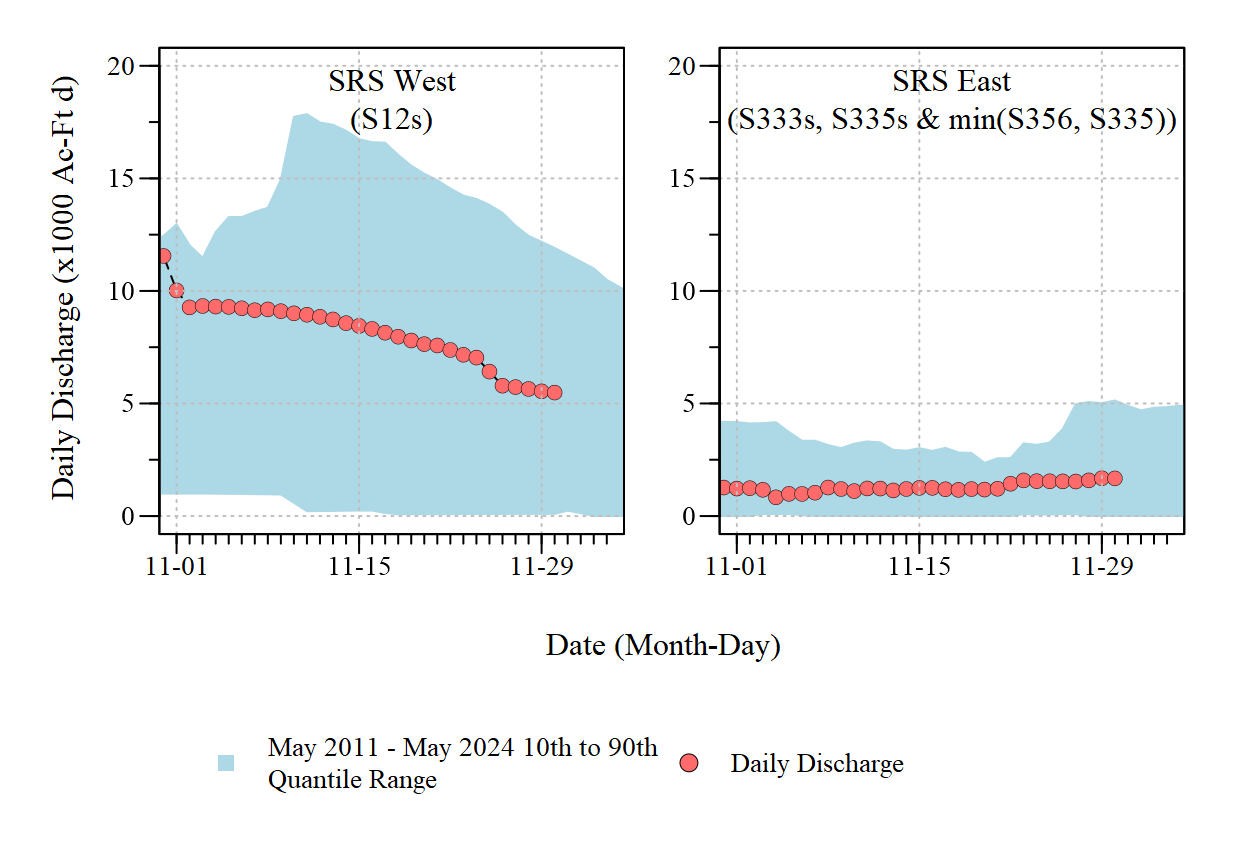 SRS West
(S12s)
SRS East
(S333s, S335s & min(S356, S335))
Daily Discharge (x1000 Ac-Ft d)
20
15
10
5
0
20
15
10
5
0
11-01
11-15
11-29
11-01
11-15
11-29
Date (Month-Day)
May 2011 - May 2024 10th to 90th
Quantile Range
Daily Discharge